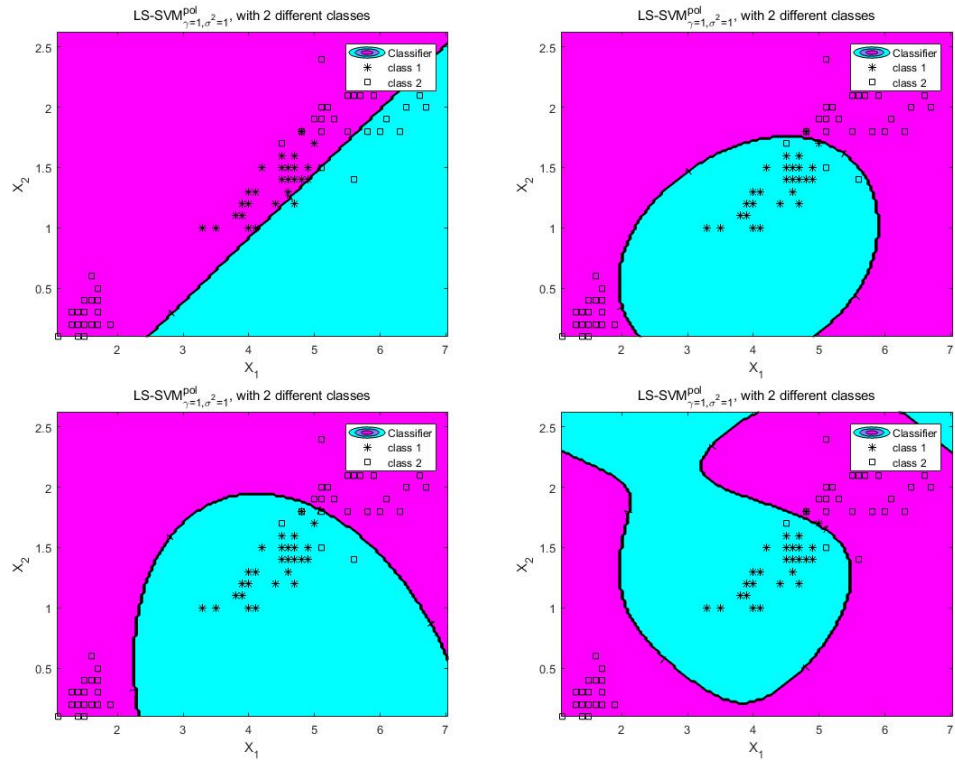 LS-SVM^pol_γ=1,σ²=1, with 2 different classes
2.5
2
1.5
1
0.5
X_2
2 3 4 5 6 7
X_1
Classifier
class 1
class 2
LS-SVM^pol_γ=1,σ²=1, with 2 different classes
2.5
2
1.5
1
0.5
X_2
2 3 4 5 6 7
X_1
Classifier
class 1
class 2
LS-SVM^pol_γ=1,σ²=1, with 2 different classes
2.5
2
1.5
1
0.5
X_2
2 3 4 5 6 7
X_1
Classifier
class 1
class 2
LS-SVM^pol_γ=1,σ²=1, with 2 different classes
2.5
2
1.5
1
0.5
X_2
2 3 4 5 6 7
X_1
Classifier
class 1
class 2